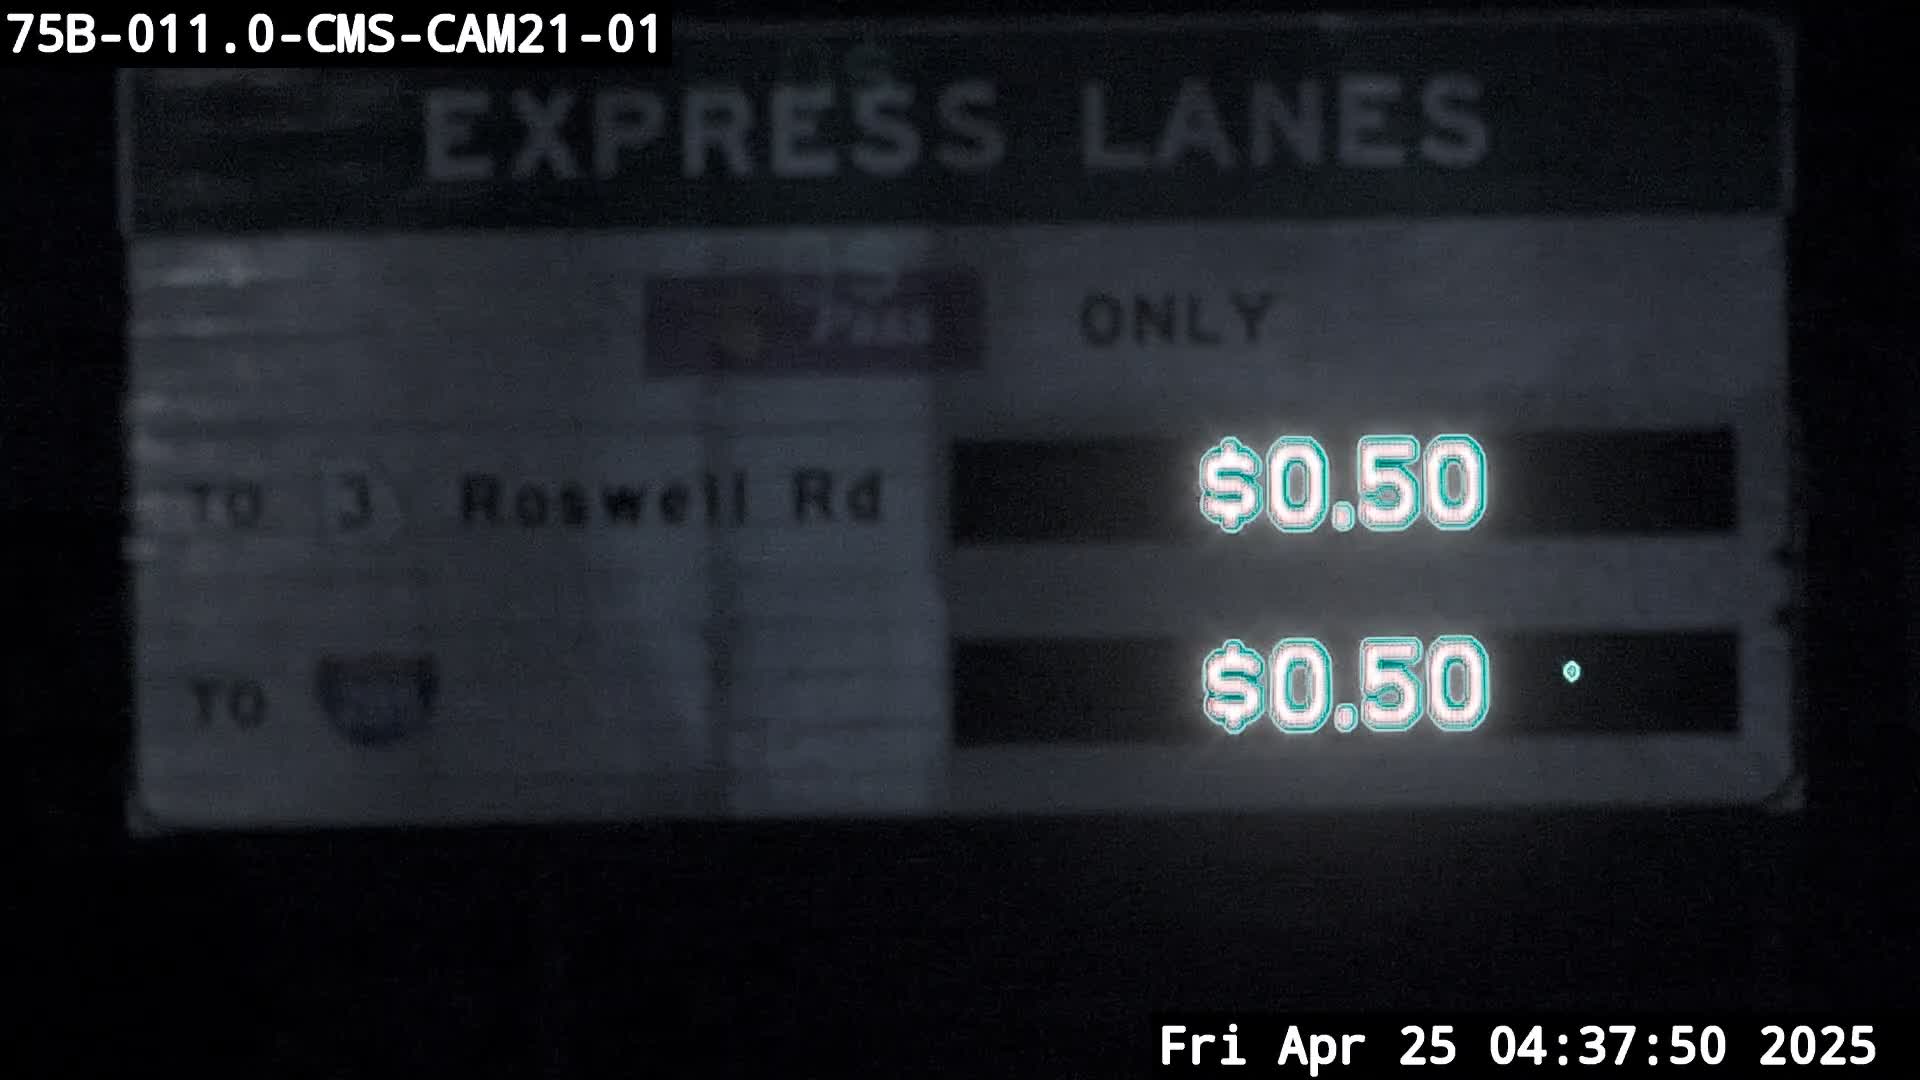 75B-011.0-CMS-CAM21-01
EXPRESS LANES
ONLY
TO 3 Roswell Rd $0.50
TO $0.50
Fri Apr 25 04:37:50 2025